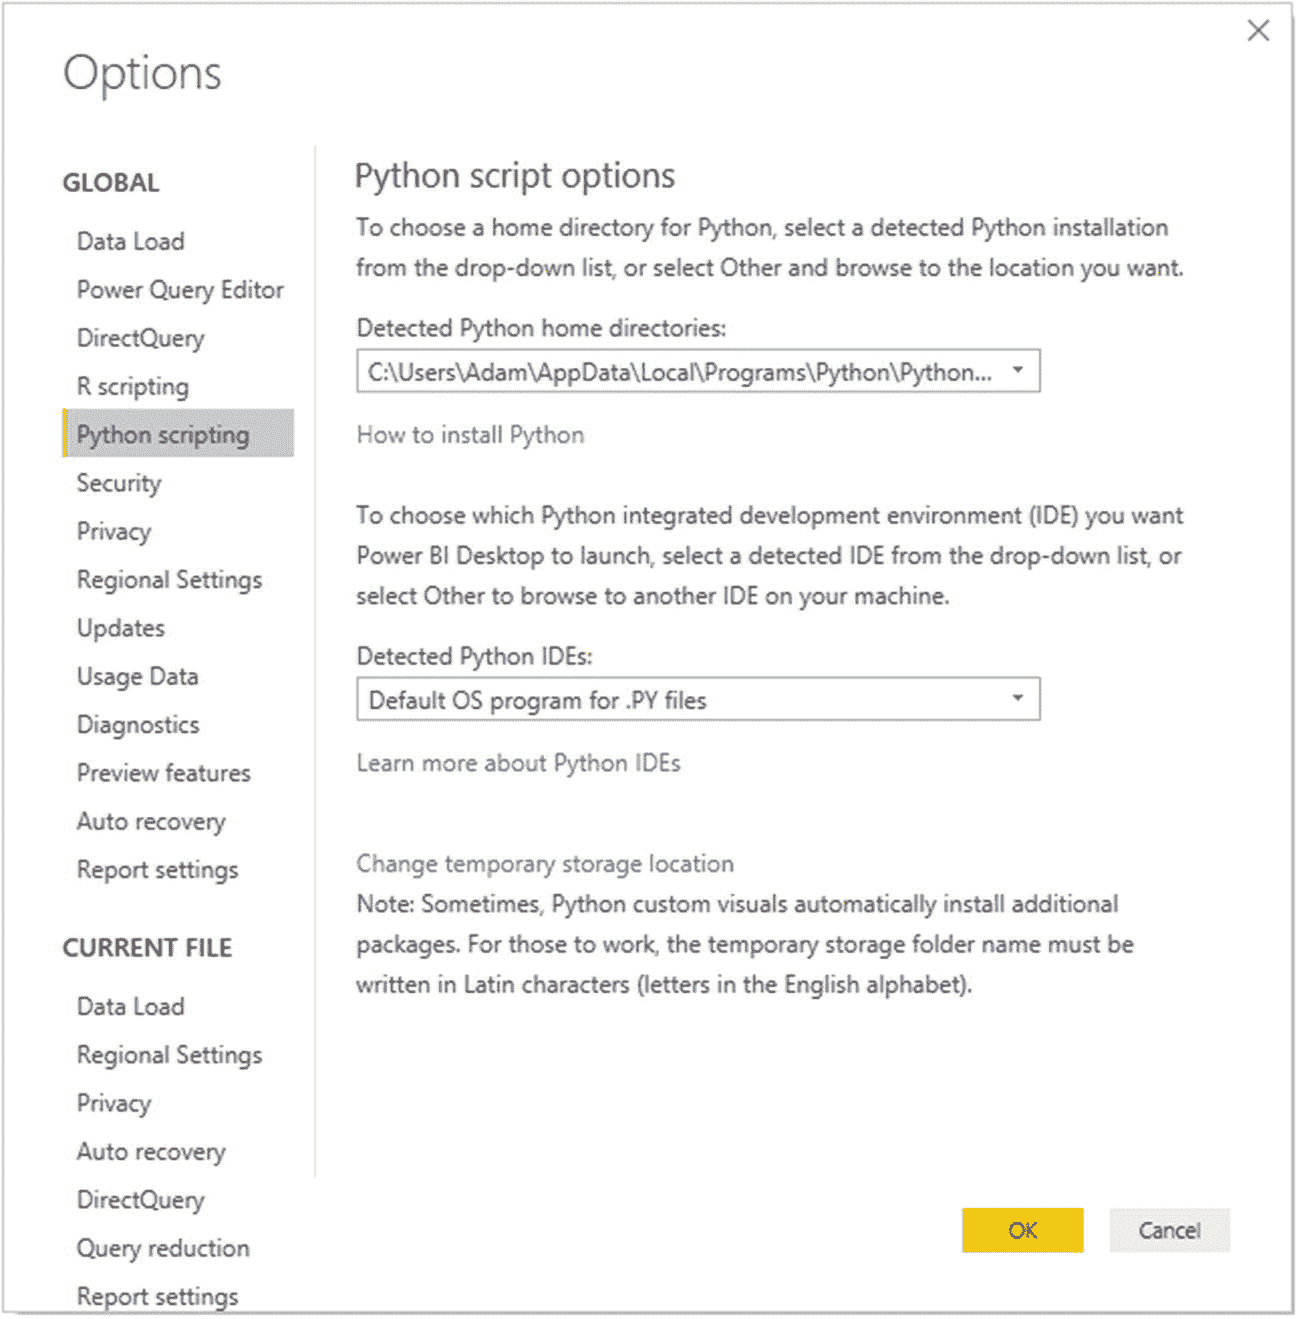 Options
GLOBAL
Data Load
Power Query Editor
DirectQuery
R scripting
Python scripting
Security
Privacy
Regional Settings
Updates
Usage Data
Diagnostics
Preview features
Auto recovery
Report settings
CURRENT FILE
Data Load
Regional Settings
Privacy
Auto recovery
DirectQuery
Query reduction
Report settings
Python script options
To choose a home directory for Python, select a detected Python installation
from the drop-down list, or select Other and browse to the location you want.
Detected Python home directories:
C:\Users\Adam\AppData\Local\Programs\Python\Python...
How to install Python
To choose which Python integrated development environment (IDE) you want
Power BI Desktop to launch, select a detected IDE from the drop-down list, or
select Other to browse to another IDE on your machine.
Detected Python IDEs:
Default OS program for .PY files
Learn more about Python IDEs
Change temporary storage location
Note: Sometimes, Python custom visuals automatically install additional
packages. For those to work, the temporary storage folder name must be
written in Latin characters (letters in the English alphabet).
OK
Cancel